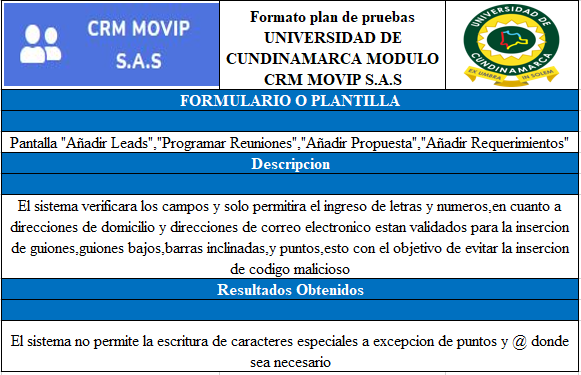 CRM MOVIP
S.A.S
Formato plan de pruebas
UNIVERSIDAD DE
CUNDINAMARCA MODULO
CRM MOVIP S.A.S
UNIVERSIDAD DE
CUNDINAMARCA
EX UMBRA IN SOLEM
FORMULARIO O PLANTILLA
Pantalla "Añadir Leads","Programar Reuniones","Añadir Propuesta","Añadir Requerimientos"
Descripcion
El sistema verificara los campos y solo permitira el ingreso de letras y numeros,en cuanto a
direcciones de domicilio y direcciones de correo electronico estan validados para la insercion
de guiones,guiones bajos,barras inclinadas,y puntos,esto con el objetivo de evitar la insercion
de codigo malicioso
Resultados Obtenidos
El sistema no permite la escritura de caracteres especiales a excepcion de puntos y @ donde
sea necesario